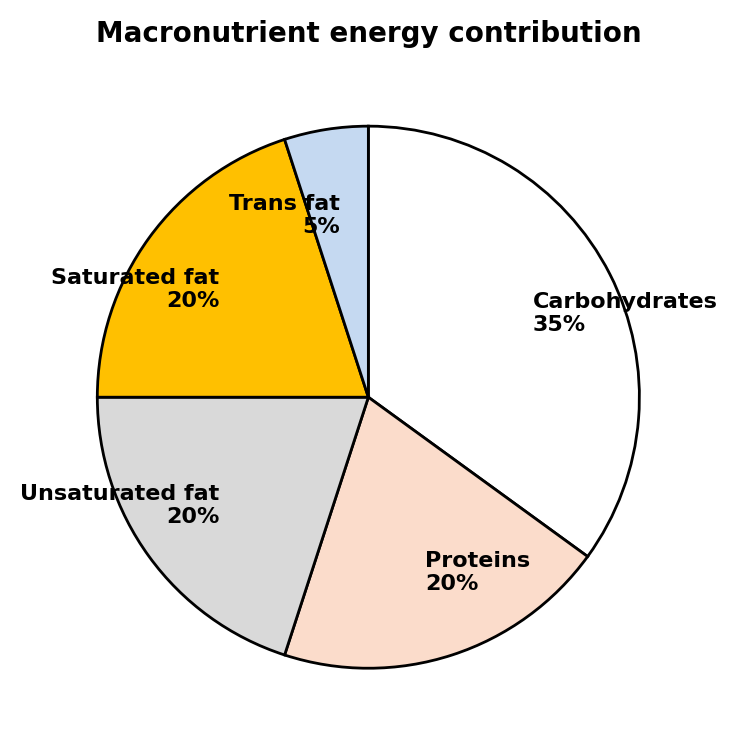 Macronutrient energy contribution
Trans fat
5%
Saturated fat
20%
Carbohydrates
35%
Unsaturated fat
20%
Proteins
20%